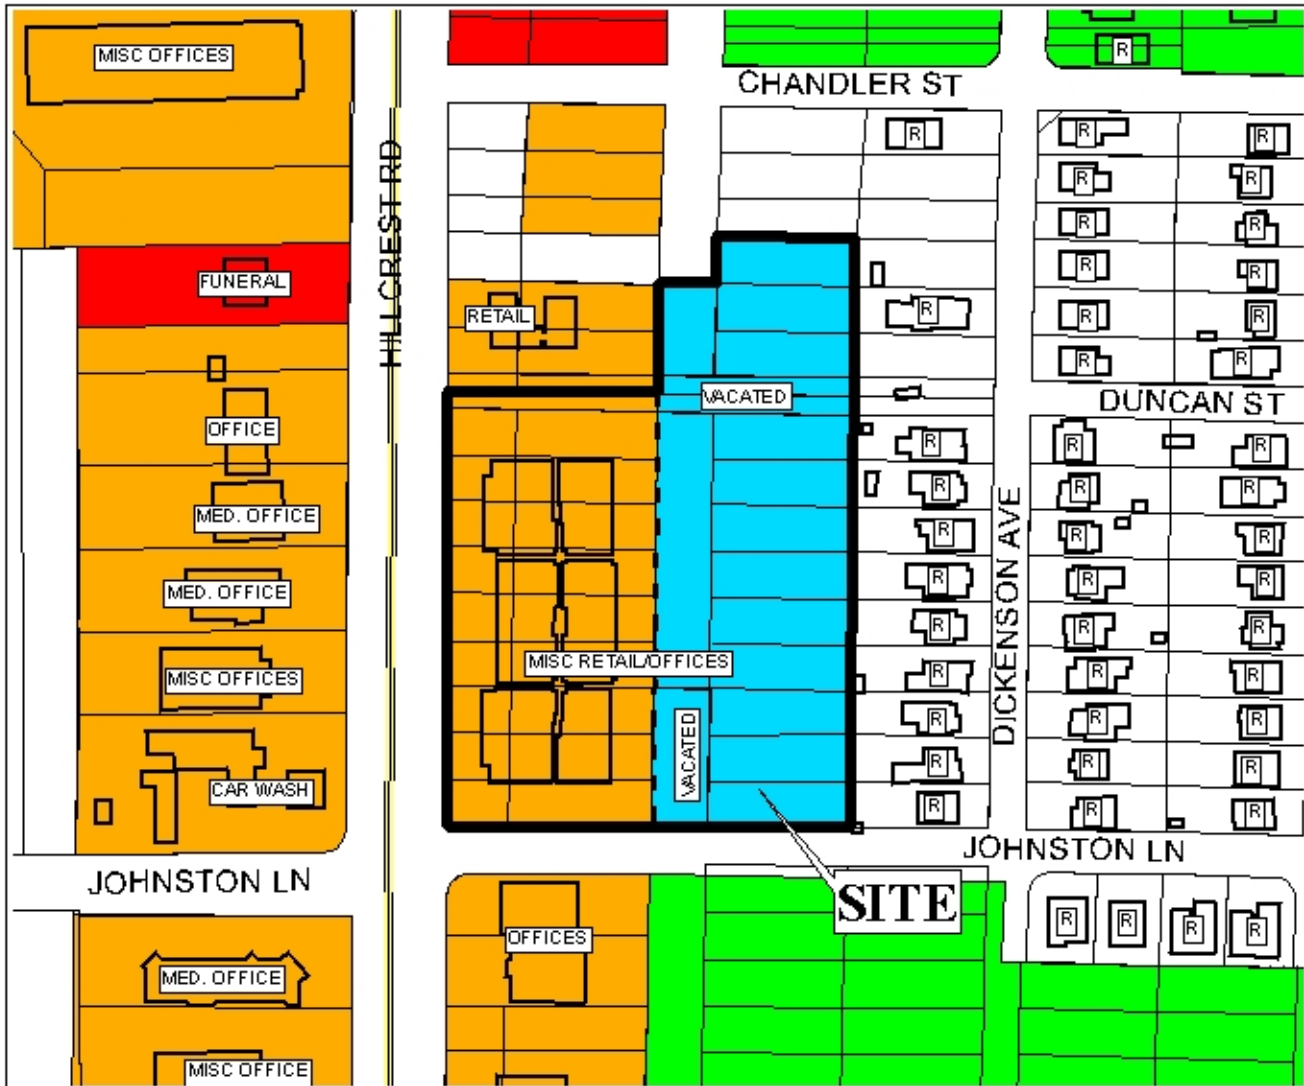 MISC OFFICES
R
CHANDLER ST
R
R
R
R
R
HILLCREST RD
R
R
R
R
FUNERAL
R
R
R
RETAIL
R
R
R
VACATED
DUNCAN ST
OFFICE
R
R
R
MED. OFFICE
R
R
R
DICKENSON AVE
R
R
R
MED. OFFICE
R
R
R
R
R
R
MISC RETAIL/OFFICES
MISC OFFICES
R
R
R
VACATED
R
R
R
CAR WASH
R
R
R
R
R
R
JOHNSTON LN
JOHNSTON LN
SITE
R
R
R
R
OFFICES
MED. OFFICE
MISC OFFICE